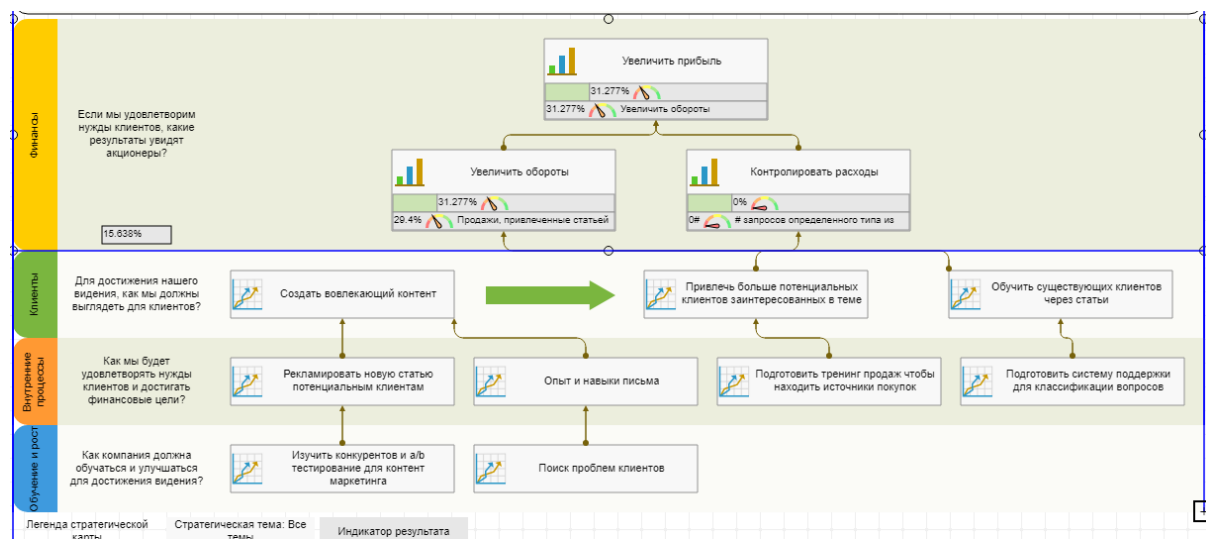 Увеличить прибыль
31.277%
31.277% Увеличить обороты
Финансы
Если мы удовлетворим
нужды клиентов, какие
результаты увидят
акционеры?
Увеличить обороты
31.277%
29.4% Продажи, привлеченные статьей
Контролировать расходы
0%
0# # запросов определенного типа из
15.638%
Клиенты
Для достижения нашего
видения, как мы должны
выглядеть для клиентов?
Создать вовлекающий контент
Привлечь больше потенциальных
клиентов заинтересованных в теме
Обучить существующих клиентов
через статьи
Внутренние
процессы
Как мы будет
удовлетворять нужды
клиентов и достигать
финансовые цели?
Рекламировать новую статью
потенциальным клиентам
Опыт и навыки письма
Подготовить тренинг продаж чтобы
находить источники покупок
Подготовить систему поддержки
для классификации вопросов
Обучение и рост
Как компания должна
обучаться и улучшаться
для достижения видения?
Изучить конкурентов и a/b
тестирование для контент
маркетинга
Поиск проблем клиентов
Легенда стратегической
карты
Стратегическая тема: Все
темы
Индикатор результата